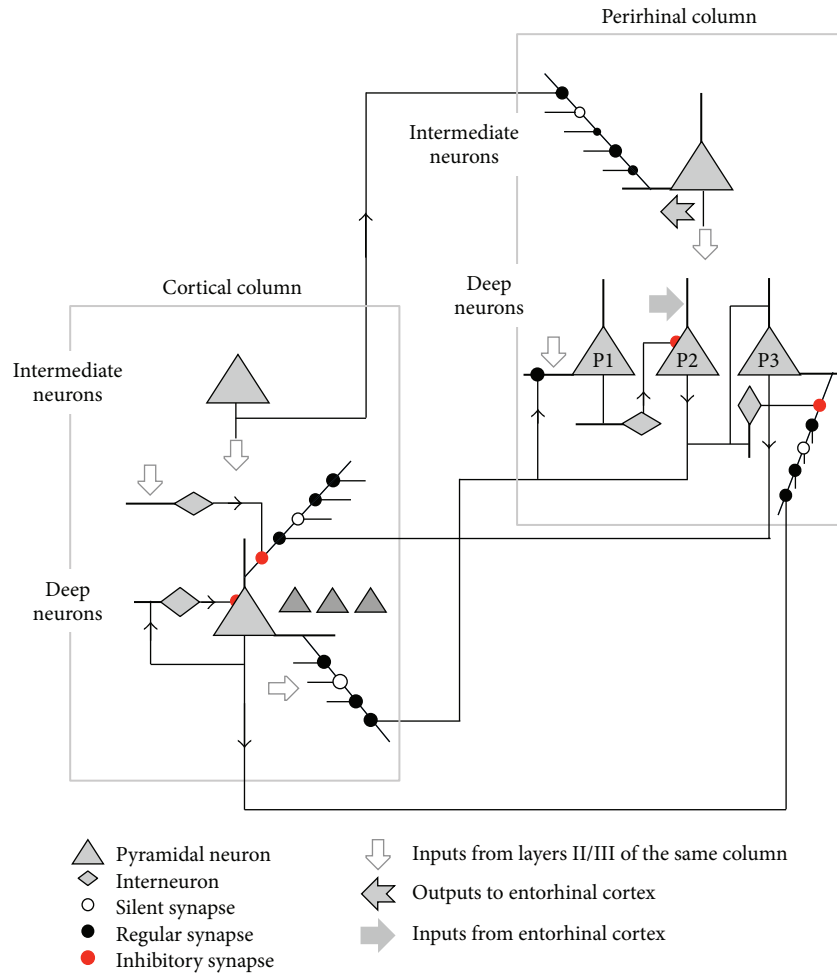 Perirhinal column
Intermediate
neurons
Cortical column
Deep
neurons
P1
P2
P3
Intermediate
neurons
Deep
neurons
Pyramidal neuron
Interneuron
Silent synapse
Regular synapse
Inhibitory synapse
Inputs from layers II/III of the same column
Outputs to entorhinal cortex
Inputs from entorhinal cortex